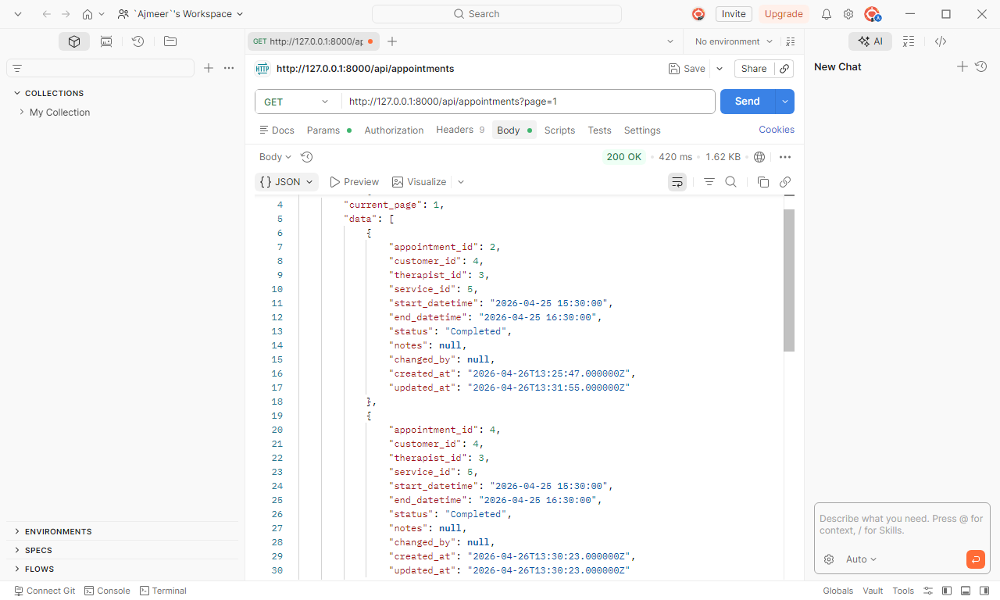 `Ajmeer`'s Workspace
Search
Invite
Upgrade
GET http://127.0.0.1:8000/ap
No environment
AI
HTTP http://127.0.0.1:8000/api/appointments
Save
Share
New Chat
COLLECTIONS
My Collection
GET
http://127.0.0.1:8000/api/appointments?page=1
Send
Docs Params Authorization Headers 9 Body Scripts Tests Settings Cookies
Body
200 OK • 420 ms • 1.62 KB
{ } JSON
Preview
Visualize
4 "current_page": 1,
5 "data": [
6 {
7 "appointment_id": 2,
8 "customer_id": 4,
9 "therapist_id": 3,
10 "service_id": 5,
11 "start_datetime": "2026-04-25 15:30:00",
12 "end_datetime": "2026-04-25 16:30:00",
13 "status": "Completed",
14 "notes": null,
15 "changed_by": null,
16 "created_at": "2026-04-26T13:25:47.000000Z",
17 "updated_at": "2026-04-26T13:31:55.000000Z"
18 },
19 {
20 "appointment_id": 4,
21 "customer_id": 4,
22 "therapist_id": 3,
23 "service_id": 5,
24 "start_datetime": "2026-04-25 15:30:00",
25 "end_datetime": "2026-04-25 16:30:00",
26 "status": "Completed",
27 "notes": null,
28 "changed_by": null,
29 "created_at": "2026-04-26T13:30:23.000000Z",
30 "updated_at": "2026-04-26T13:30:23.000000Z"
ENVIRONMENTS
SPECS
FLOWS
Describe what you need. Press @ for
context, / for Skills.
Auto
Connect Git
Console
Terminal
Globals
Vault
Tools